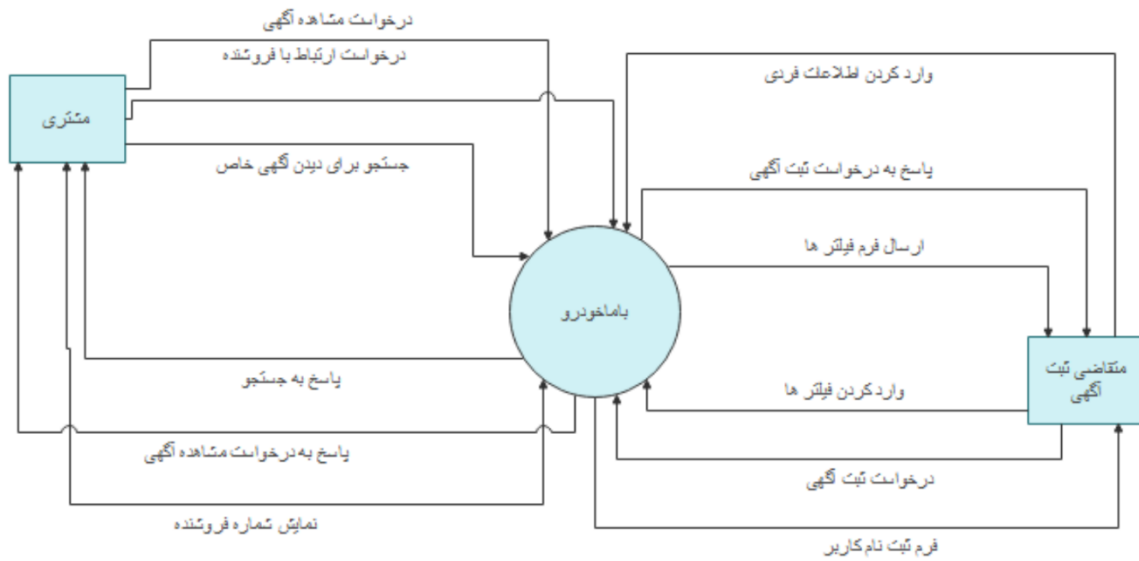 درخواست مشاهده آگهی
درخواست ارتباط با فروشنده
وارد کردن اطلاعات فردی
مشتری
جستجو برای دیدن آگهی خاص
پاسخ به درخواست ثبت آگهی
ارسال فرم فیلتر ها
باماخودرو
متقاضی ثبت
آگهی
پاسخ به جستجو
وارد کردن فیلتر ها
پاسخ به درخواست مشاهده آگهی
درخواست ثبت آگهی
نمایش شماره فروشنده
فرم ثبت نام کاربر